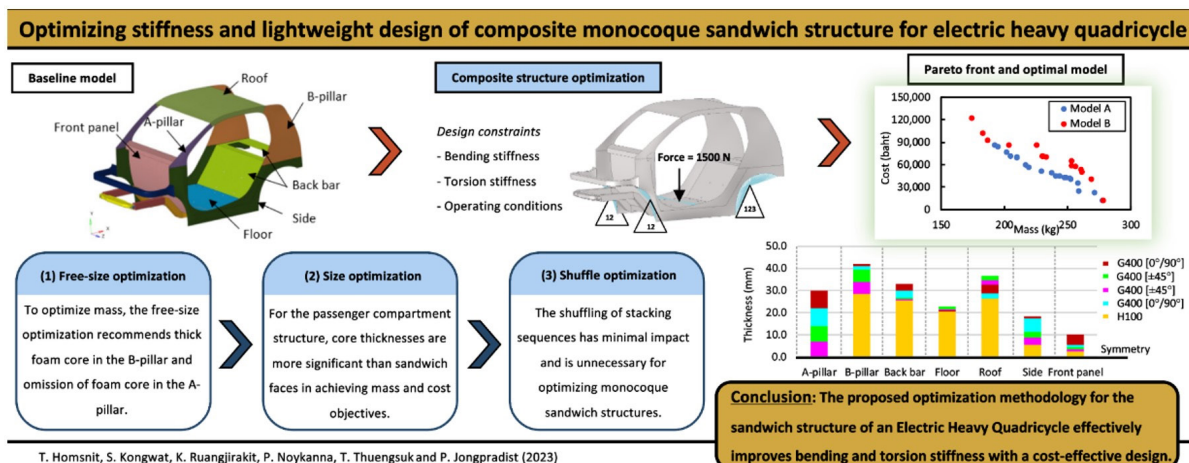 Optimizing stiffness and lightweight design of composite monocoque sandwich structure for electric heavy quadricycle
Baseline model
Roof
B-pillar
A-pillar
Front panel
Back bar
Side
Floor
Composite structure optimization
Design constraints
- Bending stiffness
- Torsion stiffness
- Operating conditions
Force = 1500 N
12
12
123
Pareto front and optimal model
150,000
120,000
90,000
60,000
30,000
0
Cost (baht)
Model A
Model B
150
200
250
300
Mass (kg)
(1) Free-size optimization
To optimize mass, the free-size
optimization recommends thick
foam core in the B-pillar and
omission of foam core in the A-
pillar.
(2) Size optimization
For the passenger compartment
structure, core thicknesses are
more significant than sandwich
faces in achieving mass and cost
objectives.
(3) Shuffle optimization
The shuffling of stacking
sequences has minimal impact
and is unnecessary for
optimizing monocoque
sandwich structures.
50.0
40.0
30.0
20.0
10.0
0.0
Thickness (mm)
A-pillar
B-pillar
Back bar
Floor
Roof
Side
Front panel
G400 [0°/90°]
G400 [±45°]
G400 [±45°]
G400 [0°/90°]
H100
Symmetry
Conclusion: The proposed optimization methodology for the
sandwich structure of an Electric Heavy Quadricycle effectively
improves bending and torsion stiffness with a cost-effective design.
T. Homsnit, S. Kongwat, K. Ruangjirakit, P. Noykanna, T. Thuengsuk and P. Jongpradist (2023)